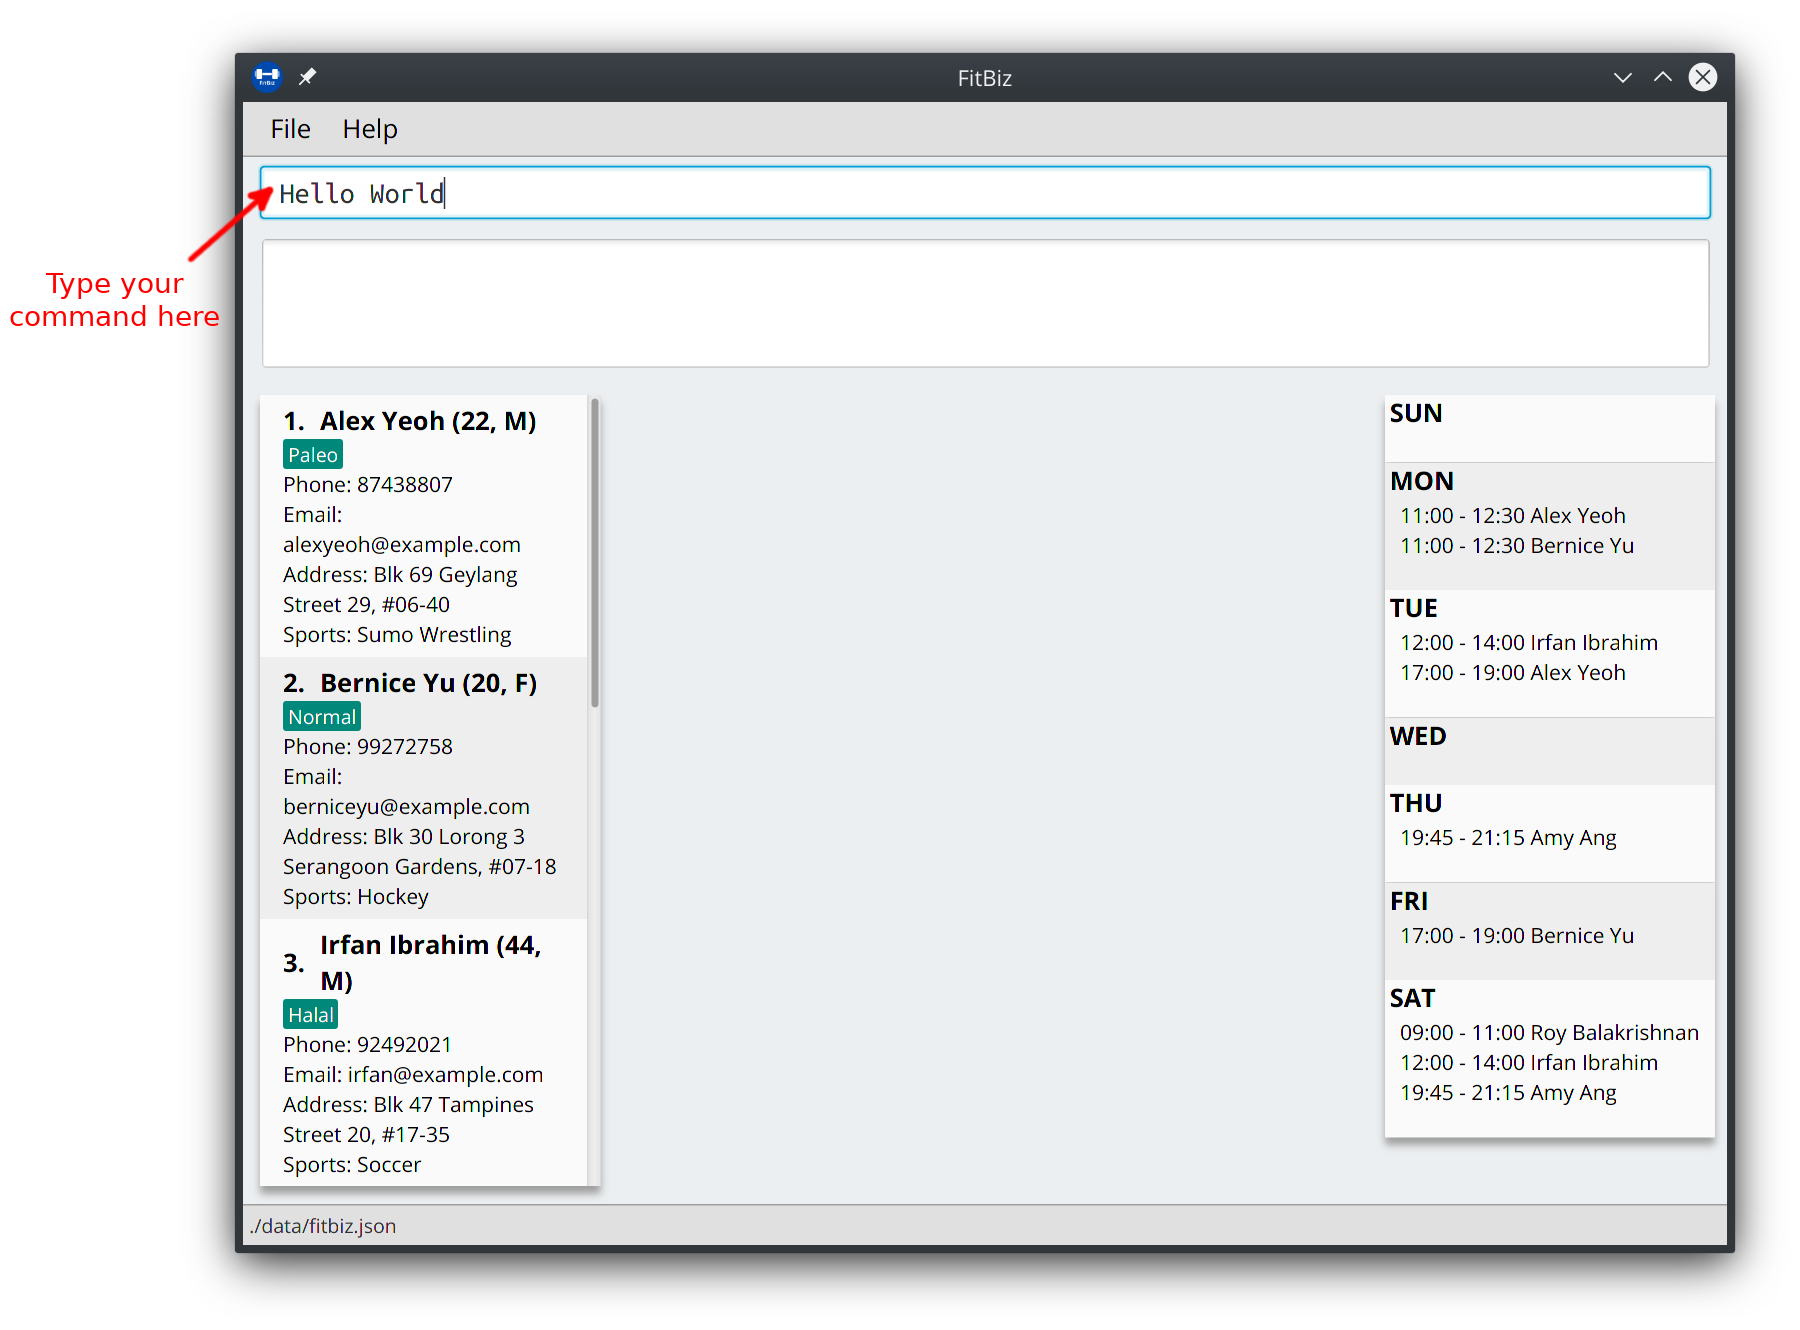 FitBiz
FitBiz
File Help
Hello World
Type your
command here
1. Alex Yeoh (22, M)
Paleo
Phone: 87438807
Email:
alexyeoh@example.com
Address: Blk 69 Geylang
Street 29, #06-40
Sports: Sumo Wrestling
2. Bernice Yu (20, F)
Normal
Phone: 99272758
Email:
berniceyu@example.com
Address: Blk 30 Lorong 3
Serangoon Gardens, #07-18
Sports: Hockey
3. Irfan Ibrahim (44,
M)
Halal
Phone: 92492021
Email: irfan@example.com
Address: Blk 47 Tampines
Street 20, #17-35
Sports: Soccer
SUN
MON
11:00 - 12:30 Alex Yeoh
11:00 - 12:30 Bernice Yu
TUE
12:00 - 14:00 Irfan Ibrahim
17:00 - 19:00 Alex Yeoh
WED
THU
19:45 - 21:15 Amy Ang
FRI
17:00 - 19:00 Bernice Yu
SAT
09:00 - 11:00 Roy Balakrishnan
12:00 - 14:00 Irfan Ibrahim
19:45 - 21:15 Amy Ang
./data/fitbiz.json